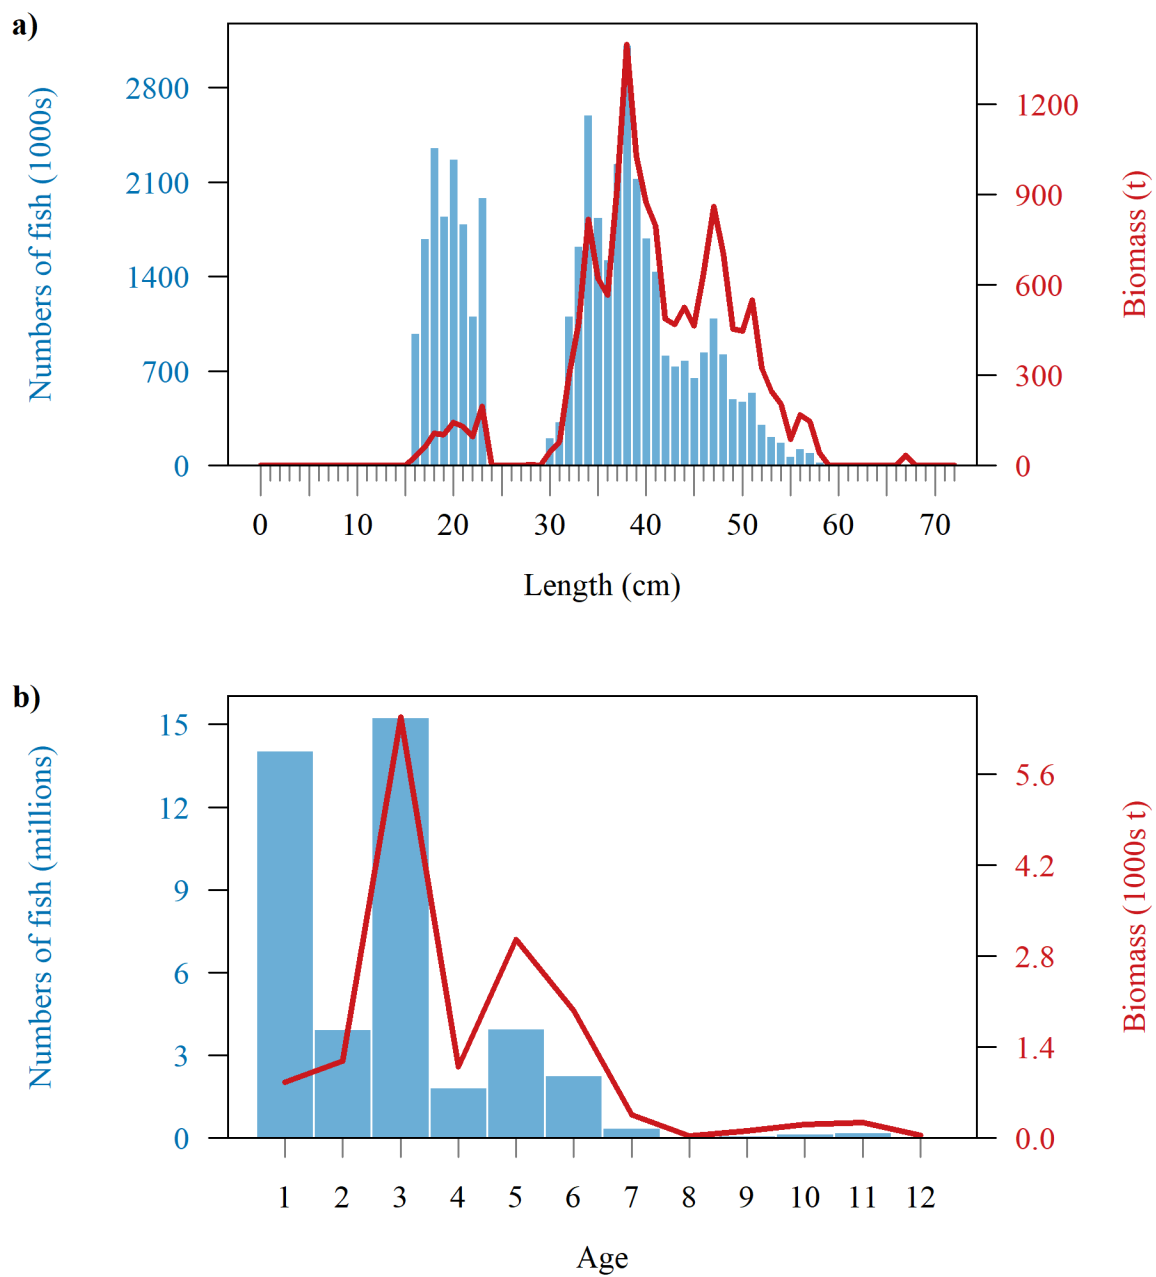 a)
Numbers of fish (1000s)
2800
2100
1400
700
0
1200
900
600
300
0
Biomass (t)
0 10 20 30 40 50 60 70
Length (cm)
b)
Numbers of fish (millions)
15
12
9
6
3
0
5.6
4.2
2.8
1.4
0.0
Biomass (1000s t)
1 2 3 4 5 6 7 8 9 10 11 12
Age